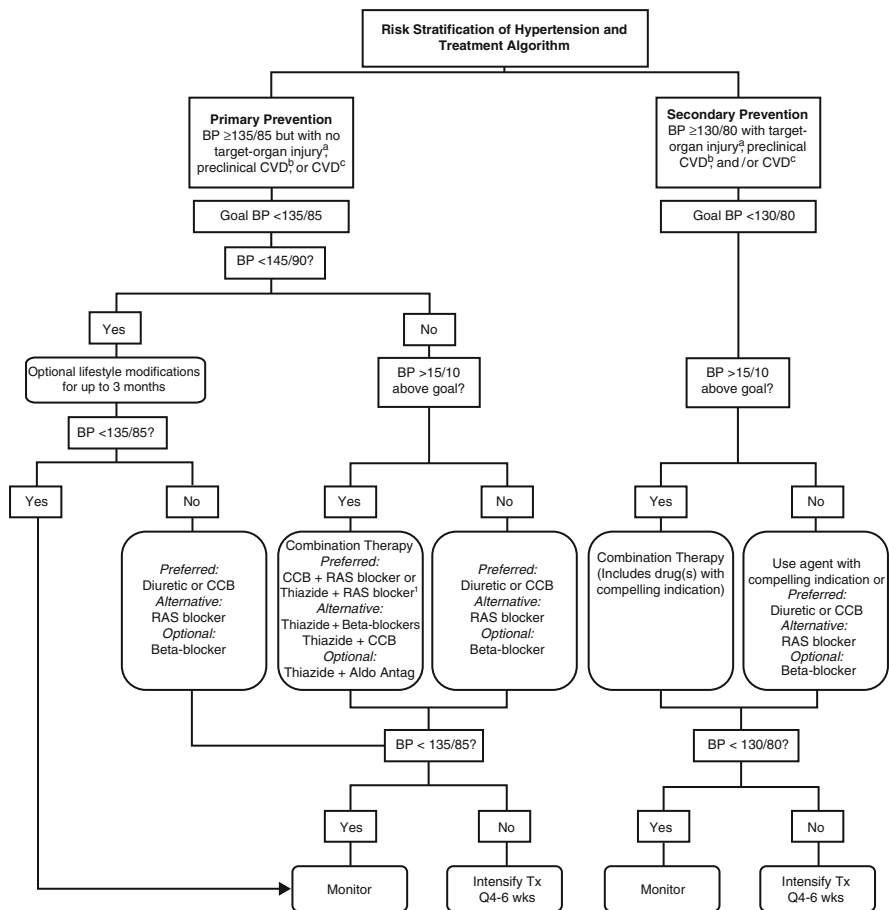 Risk Stratification of Hypertension and
Treatment Algorithm
Primary Prevention
BP ≥135/85 but with no
target-organ injuryᵃ,
preclinical CVDᵇ, or CVDᶜ
Goal BP <135/85
BP <145/90?
Yes
No
Optional lifestyle modifications
for up to 3 months
BP >15/10
above goal?
BP <135/85?
Yes
No
Yes
No
Preferred:
Diuretic or CCB
Alternative:
RAS blocker
Optional:
Beta-blocker
Combination Therapy
Preferred:
CCB + RAS blocker or
Thiazide + RAS blocker¹
Alternative:
Thiazide + Beta-blockers
Thiazide + CCB
Optional:
Thiazide + Aldo Antag
Preferred:
Diuretic or CCB
Alternative:
RAS blocker
Optional:
Beta-blocker
BP < 135/85?
Yes
No
Monitor
Intensify Tx
Q4-6 wks
Secondary Prevention
BP ≥130/80 with target-
organ injuryᵃ, preclinical
CVDᵇ, and/or CVDᶜ
Goal BP <130/80
BP >15/10
above goal?
Yes
No
Combination Therapy
(Includes drug(s) with
compelling indication)
Use agent with
compelling indication or
Preferred:
Diuretic or CCB
Alternative:
RAS blocker
Optional:
Beta-blocker
BP < 130/80?
Yes
No
Monitor
Intensify Tx
Q4-6 wks